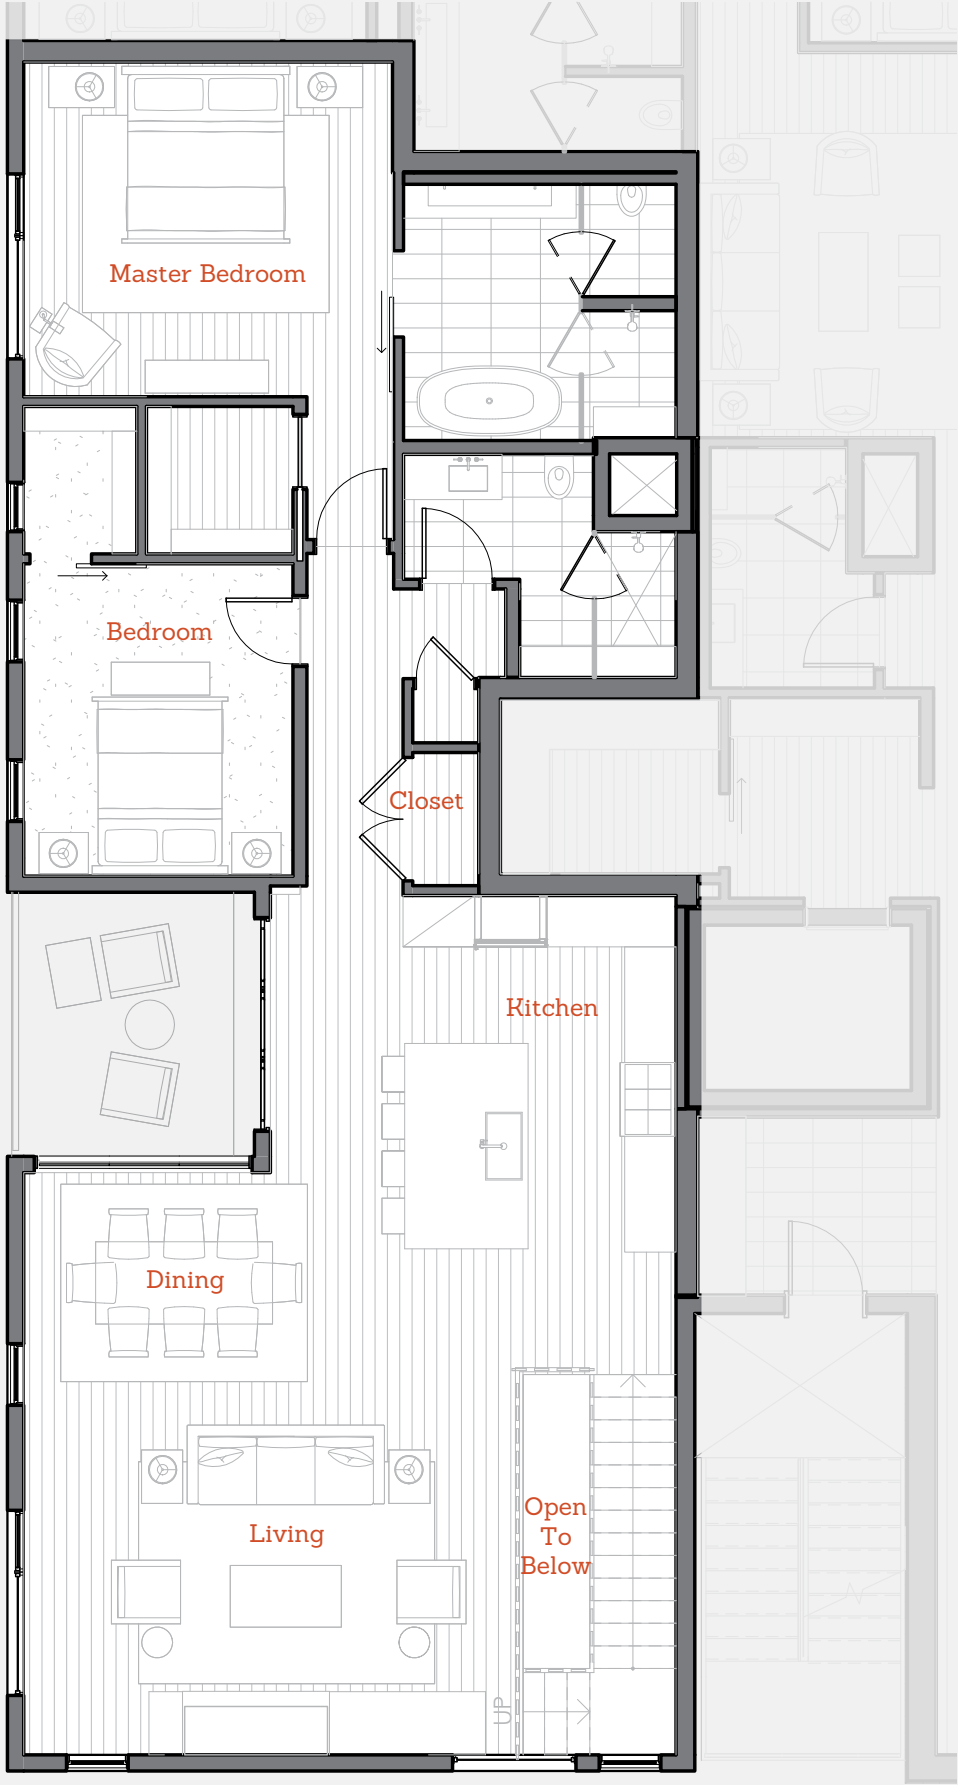 Master Bedroom
Bedroom
Closet
Kitchen
Dining
Living
Open
To
Below
UP